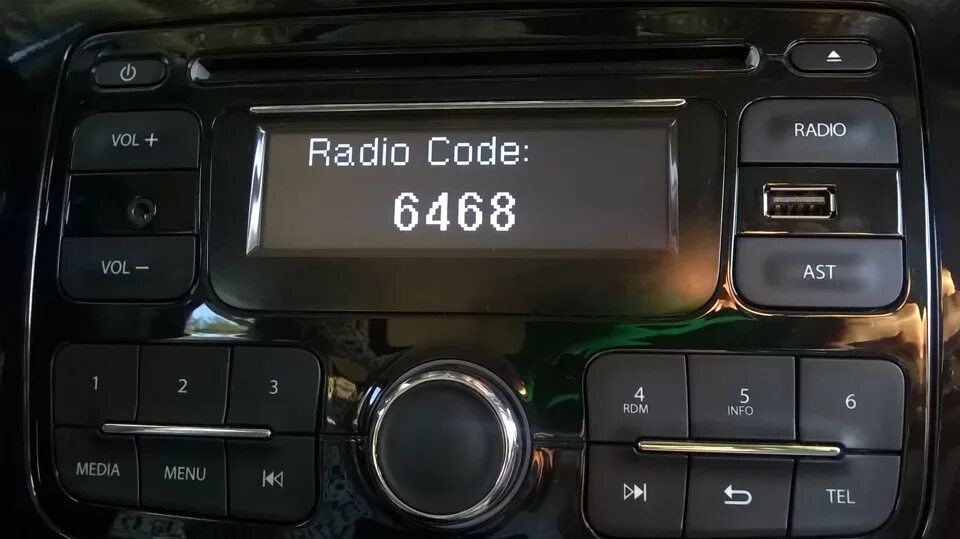 VOL +
RADIO
Radio Code:
6468
VOL –
AST
1 2 3
4 5 6
RDM INFO
MEDIA MENU
TEL